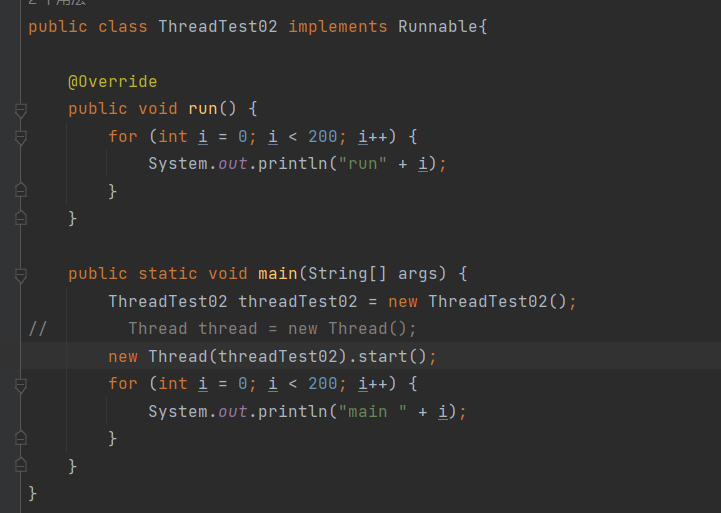 public class ThreadTest02 implements Runnable{
@Override
public void run() {
for (int i = 0; i < 200; i++) {
System.out.println("run" + i);
}
}
public static void main(String[] args) {
ThreadTest02 threadTest02 = new ThreadTest02();
// Thread thread = new Thread();
new Thread(threadTest02).start();
for (int i = 0; i < 200; i++) {
System.out.println("main " + i);
}
}
}